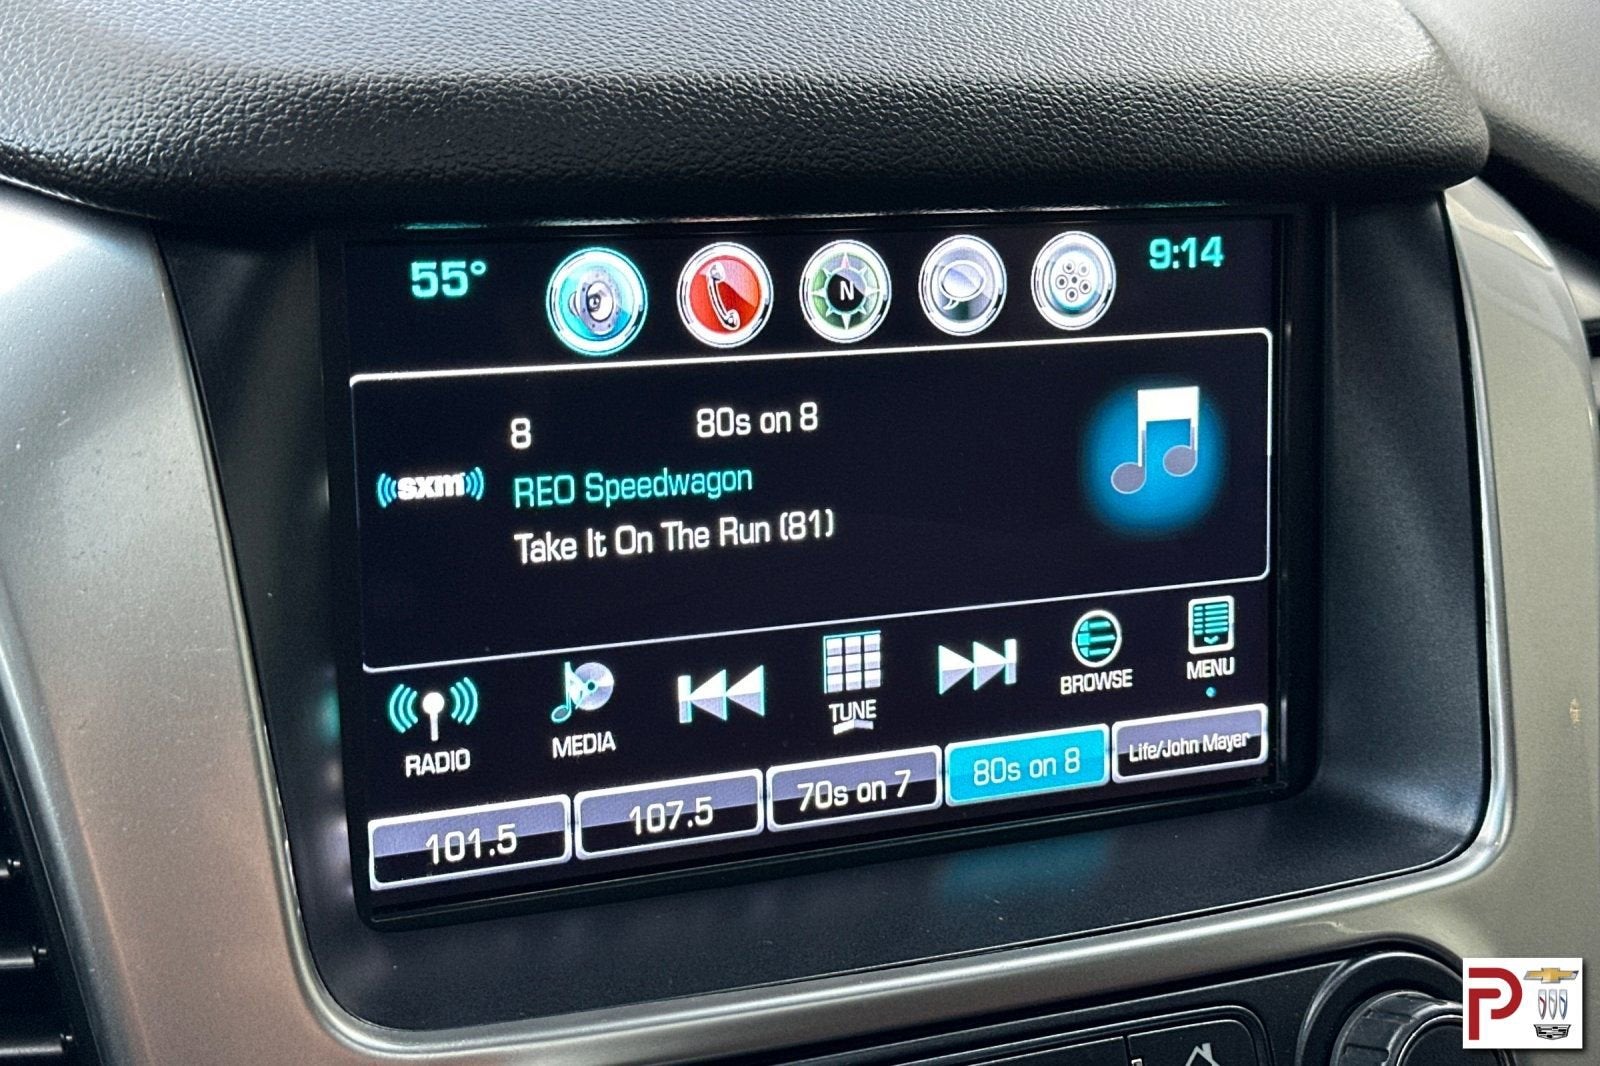 55°
N
9:14
8
80s on 8
((sxm))
REO Speedwagon
Take It On The Run (81)
RADIO
MEDIA
TUNE
BROWSE
MENU
101.5
107.5
70s on 7
80s on 8
Life/John Mayer
P